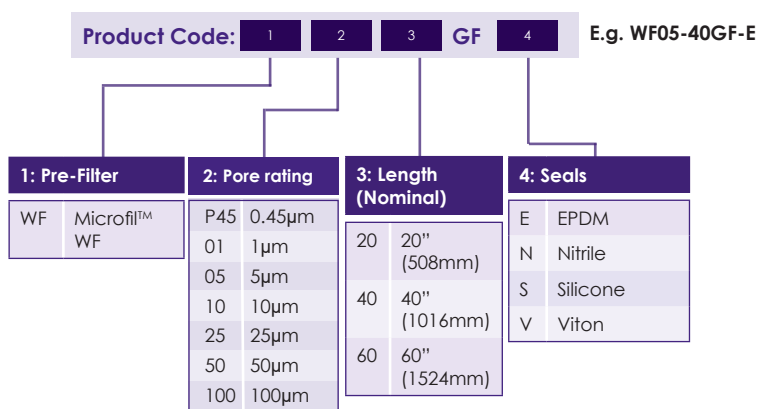 Product Code: 1 2 3 GF 4 E.g. WF05-40GF-E
1: Pre-Filter
WF Microfil™
WF
2: Pore rating
P45 0.45µm
01 1µm
05 5µm
10 10µm
25 25µm
50 50µm
100 100µm
3: Length
(Nominal)
20 20’’
(508mm)
40 40’’
(1016mm)
60 60’’
(1524mm)
4: Seals
E EPDM
N Nitrile
S Silicone
V Viton